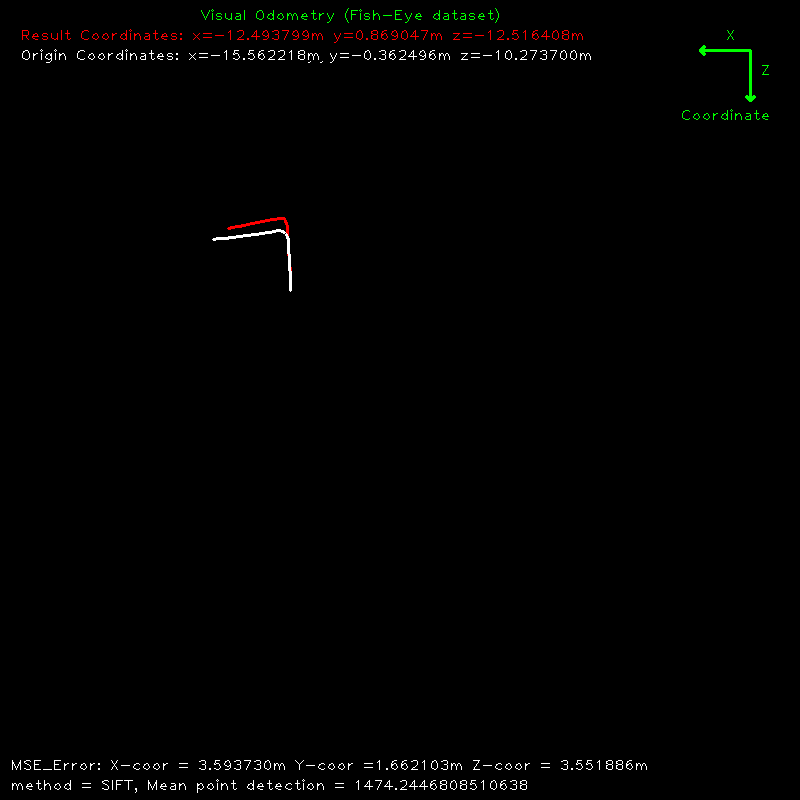 Visual Odometry (Fish-Eye dataset)
Result Coordinates: x=-12.493799m y=0.869047m z=-12.516408m
Origin Coordinates: x=-15.562218m, y=-0.362496m z=-10.273700m
X
Z
Coordinate
MSE_Error: X-coor = 3.593730m Y-coor =1.662103m Z-coor = 3.551886m
method = SIFT, Mean point detection = 1474.2446808510638